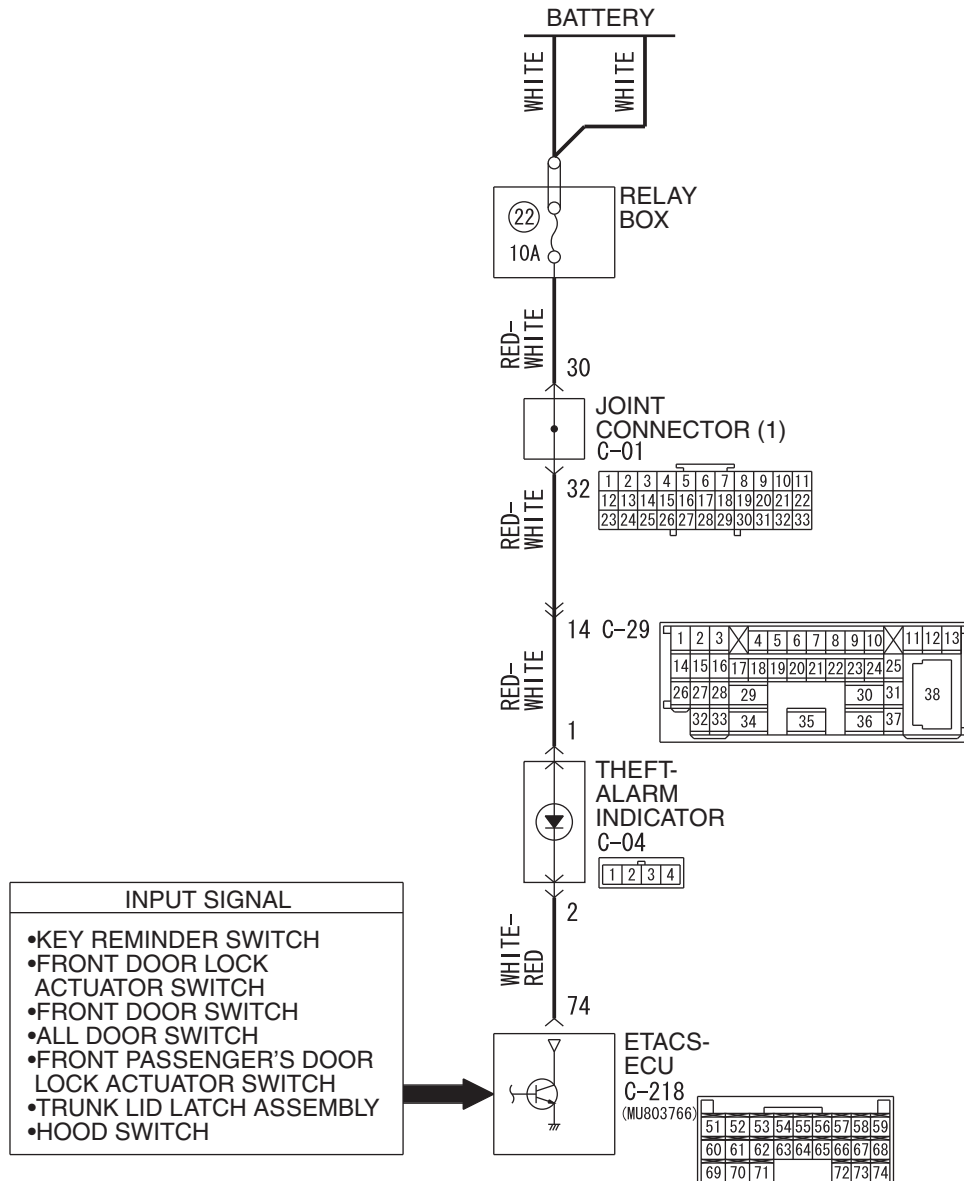 BATTERY
WHITE
WHITE
RELAY
BOX
22
10A
RED-
WHITE
30
JOINT
CONNECTOR (1)
C-01
32
1 2 3 4 5 6 7 8 9 10 11
12 13 14 15 16 17 18 19 20 21 22
23 24 25 26 27 28 29 30 31 32 33
RED-
WHITE
14 C-29
1 2 3 4 5 6 7 8 9 10 11 12 13
14 15 16 17 18 19 20 21 22 23 24 25
26 27 28 29 30 31 38
32 33 34 35 36 37
RED-
WHITE
1
THEFT-
ALARM
INDICATOR
C-04
1 2 3 4
2
WHITE-
RED
74
INPUT SIGNAL
•KEY REMINDER SWITCH
•FRONT DOOR LOCK
ACTUATOR SWITCH
•FRONT DOOR SWITCH
•ALL DOOR SWITCH
•FRONT PASSENGER'S DOOR
LOCK ACTUATOR SWITCH
•TRUNK LID LATCH ASSEMBLY
•HOOD SWITCH
ETACS-
ECU
C-218
(MU803766)
51 52 53 54 55 56 57 58 59
60 61 62 63 64 65 66 67 68
69 70 71 72 73 74